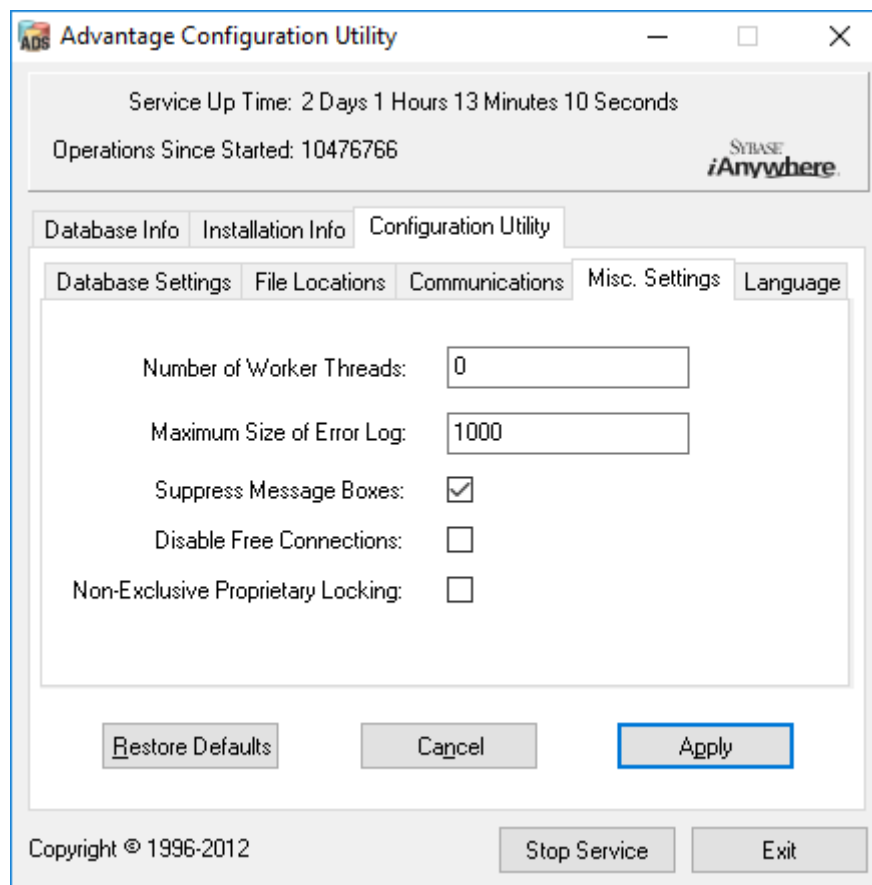 ADS Advantage Configuration Utility
Service Up Time: 2 Days 1 Hours 13 Minutes 10 Seconds
Operations Since Started: 10476766
SYBASE
iAnywhere.
Database Info Installation Info Configuration Utility
Database Settings File Locations Communications Misc. Settings Language
Number of Worker Threads: 0
Maximum Size of Error Log: 1000
Suppress Message Boxes:
Disable Free Connections:
Non-Exclusive Proprietary Locking:
Restore Defaults Cancel Apply
Copyright © 1996-2012 Stop Service Exit